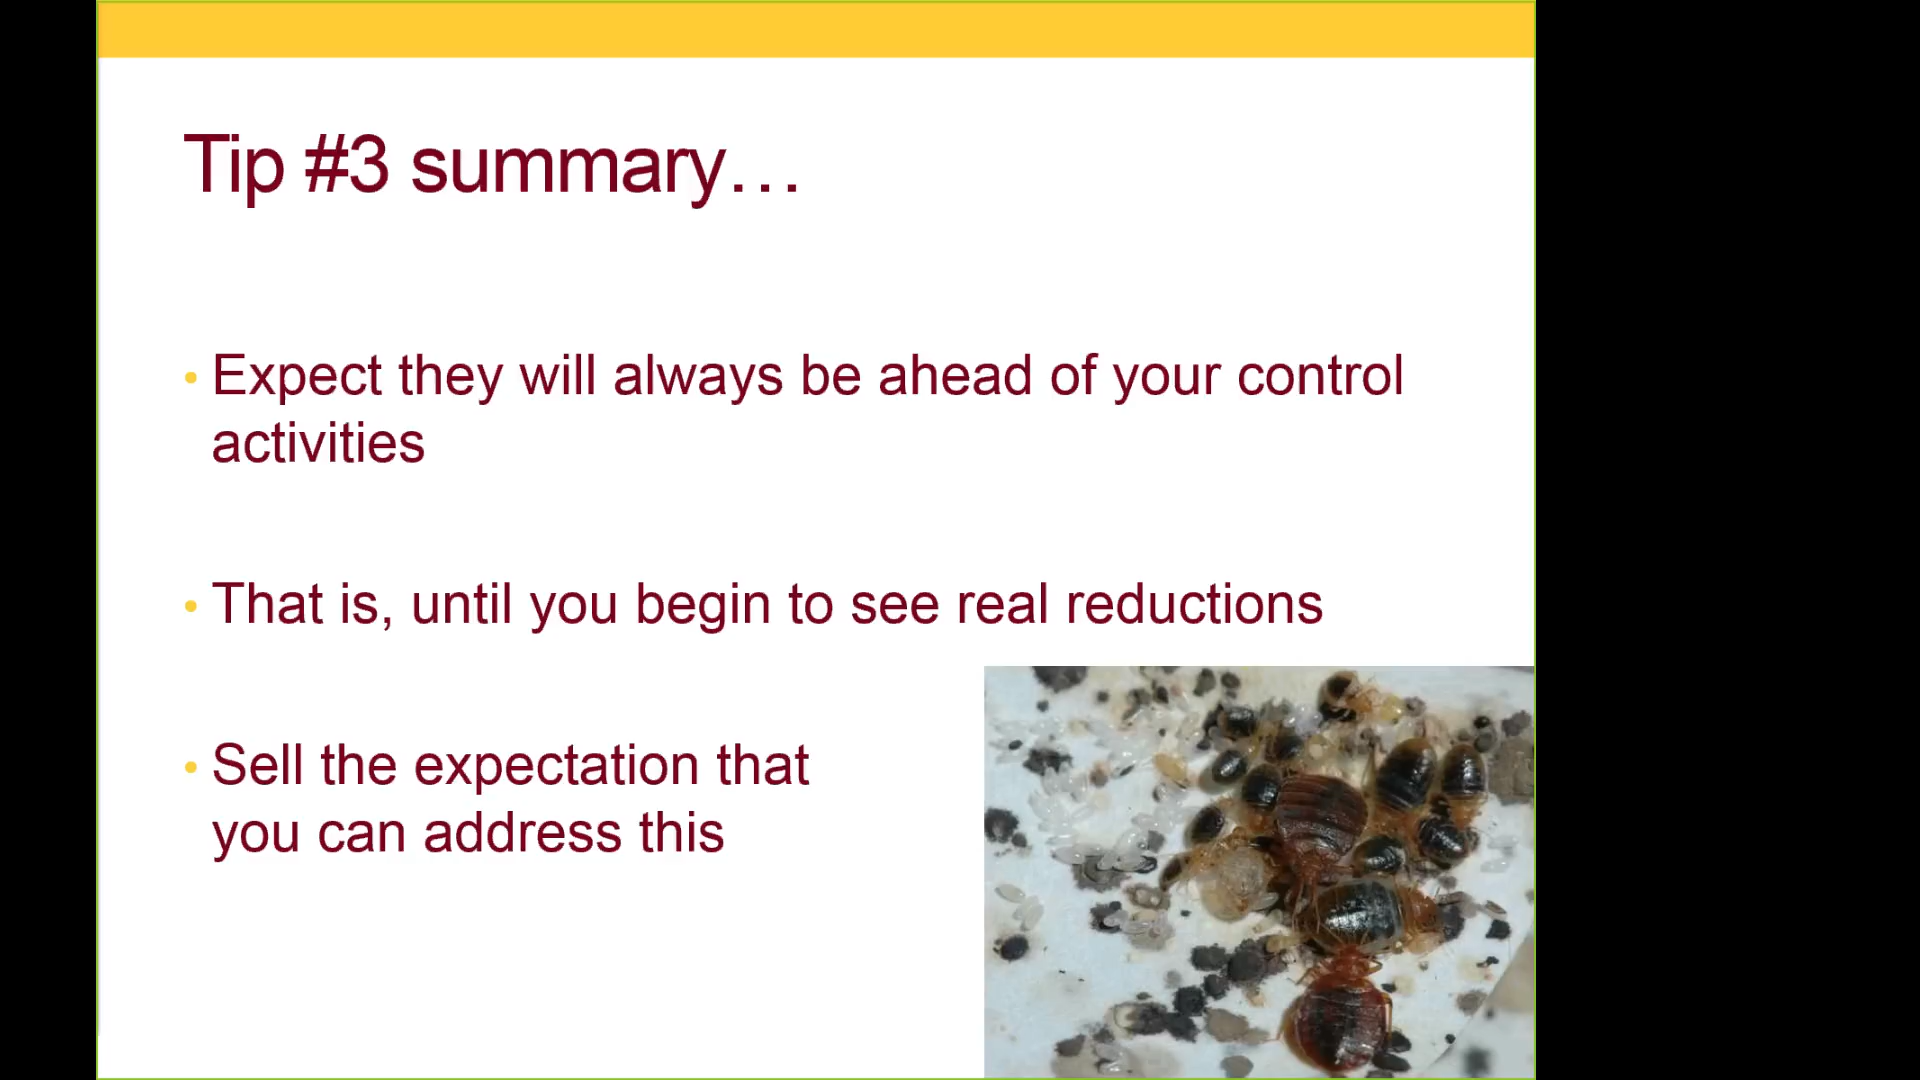 Tip #3 summary…
• Expect they will always be ahead of your control
activities
• That is, until you begin to see real reductions
• Sell the expectation that
you can address this